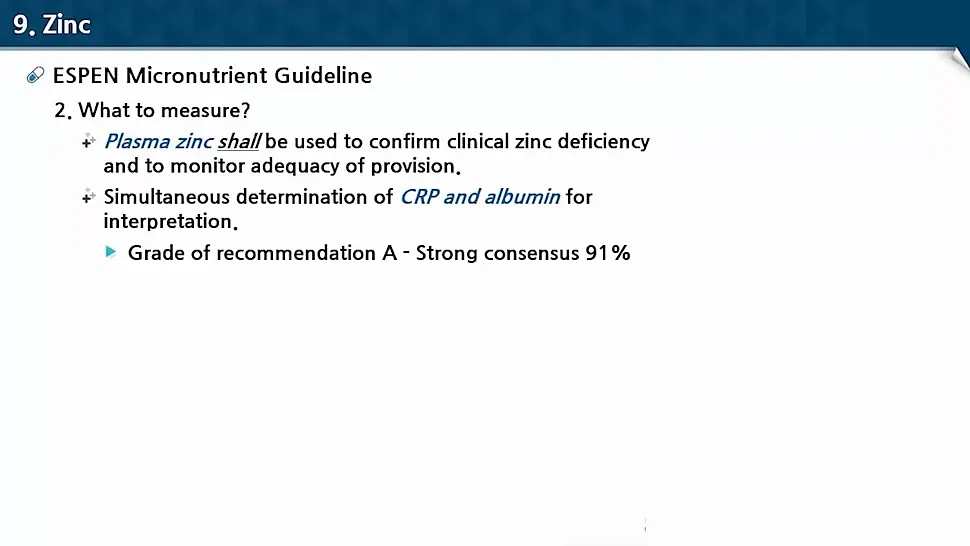 9. Zinc
ESPEN Micronutrient Guideline
2. What to measure?
Plasma zinc shall be used to confirm clinical zinc deficiency
and to monitor adequacy of provision.
Simultaneous determination of CRP and albumin for
interpretation.
Grade of recommendation A - Strong consensus 91%